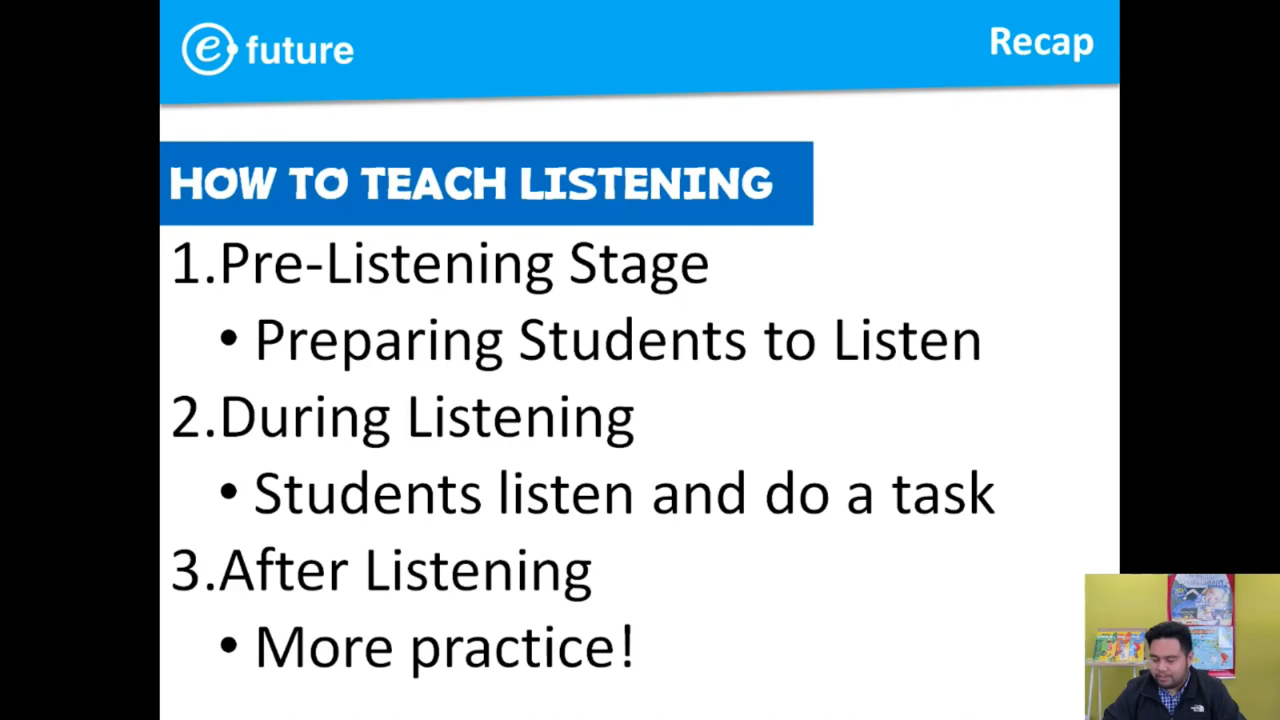 e future
Recap
HOW TO TEACH LISTENING
1.Pre-Listening Stage
• Preparing Students to Listen
2.During Listening
• Students listen and do a task
3.After Listening
• More practice!